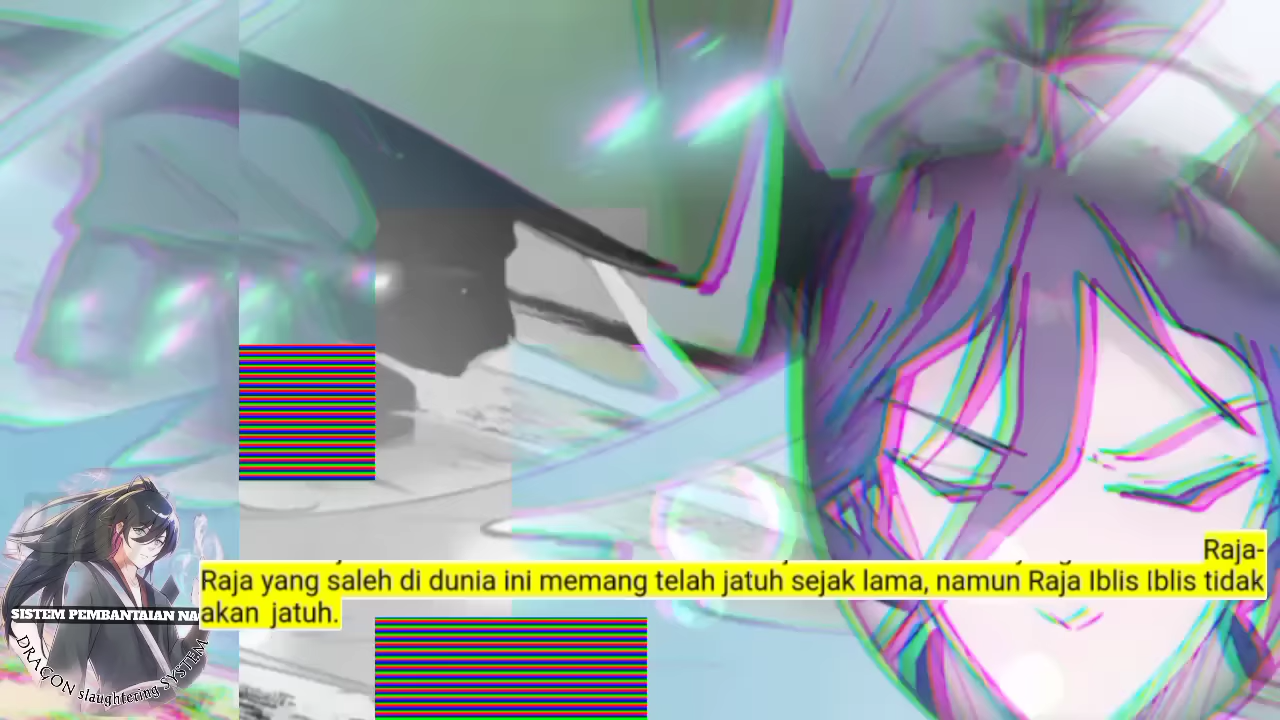 Raja-
Raja yang saleh di dunia ini memang telah jatuh sejak lama, namun Raja Iblis Iblis tidak
akan jatuh.
SISTEM PEMBANTAIAN NA
DRAGON slaughtering SYSTEM